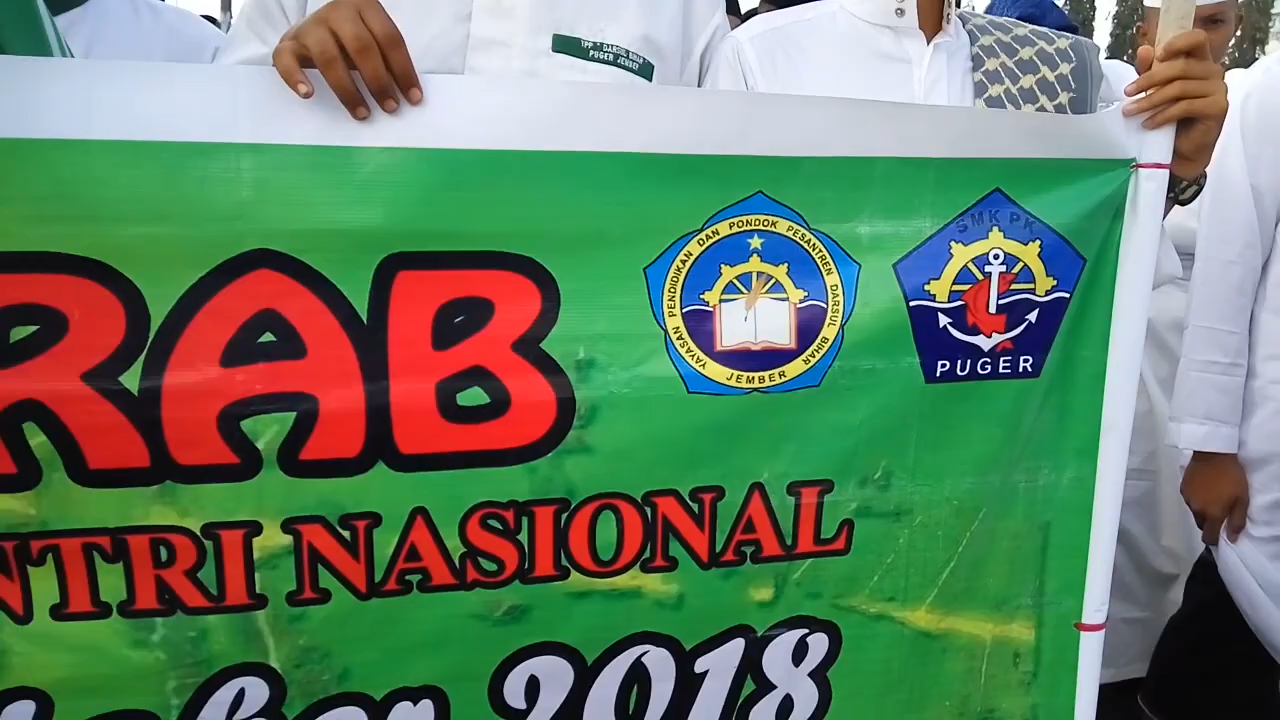 YPP " DARSUL BIHAR "
PUGER JEMBER
YAYASAN PENDIDIKAN DAN PONDOK PESANTREN DARSUL BIHAR
JEMBER
SMK PK
PUGER
RAB
NTRI NASIONAL
2018